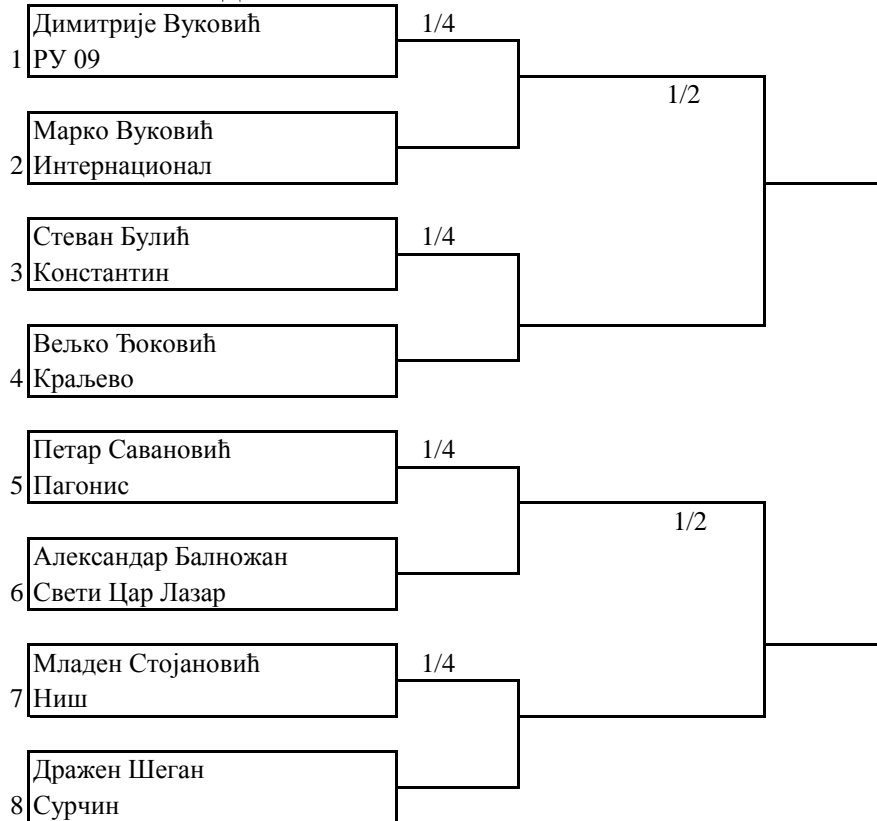 Димитрије Вуковић 1/4
1 РУ 09
1/2
Марко Вуковић
2 Интернационал
Стеван Булић 1/4
3 Константин
Вељко Ђоковић
4 Краљево
Петар Савановић 1/4
5 Пагонис
1/2
Александар Балножан
6 Свети Цар Лазар
Младен Стојановић 1/4
7 Ниш
Дражен Шеган
8 Сурчин